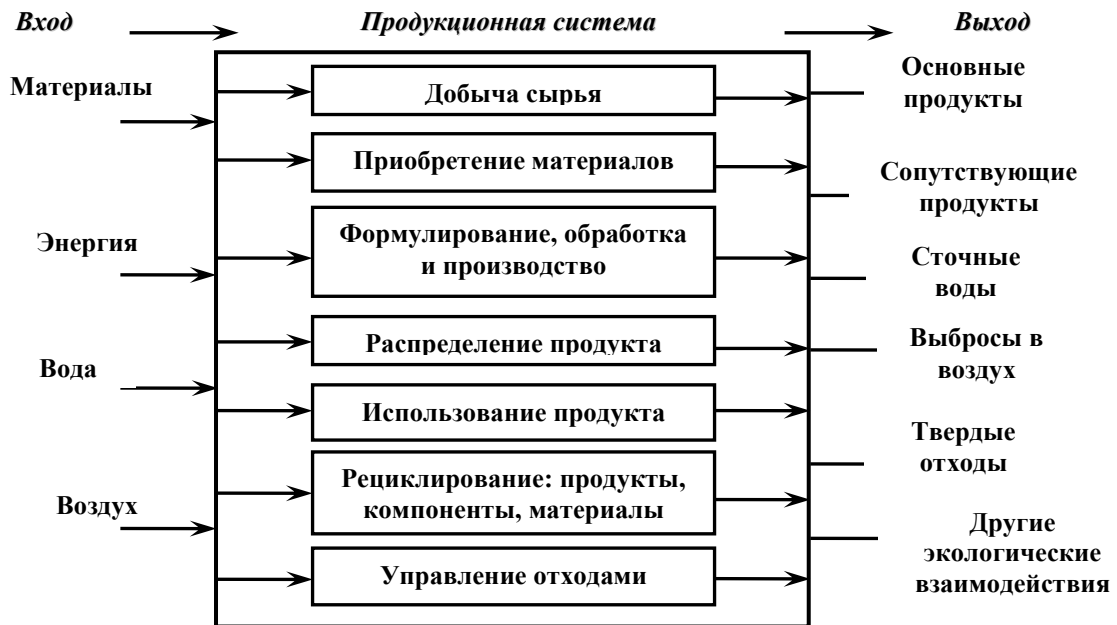 Вход
Продукционная система
Выход
Материалы
Энергия
Вода
Воздух
Добыча сырья
Приобретение материалов
Формулирование, обработка
и производство
Распределение продукта
Использование продукта
Рециклирование: продукты,
компоненты, материалы
Управление отходами
Основные
продукты
Сопутствующие
продукты
Сточные
воды
Выбросы в
воздух
Твердые
отходы
Другие
экологические
взаимодействия